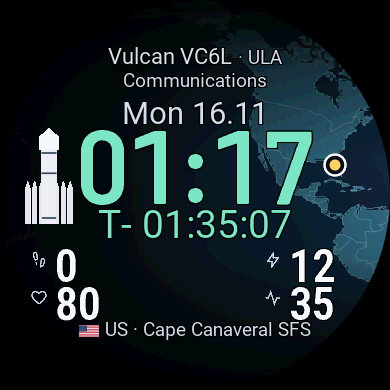 Vulcan VC6L · ULA
Communications
Mon 16.11
01:17
T- 01:35:07
0 12
80 35
US · Cape Canaveral SFS